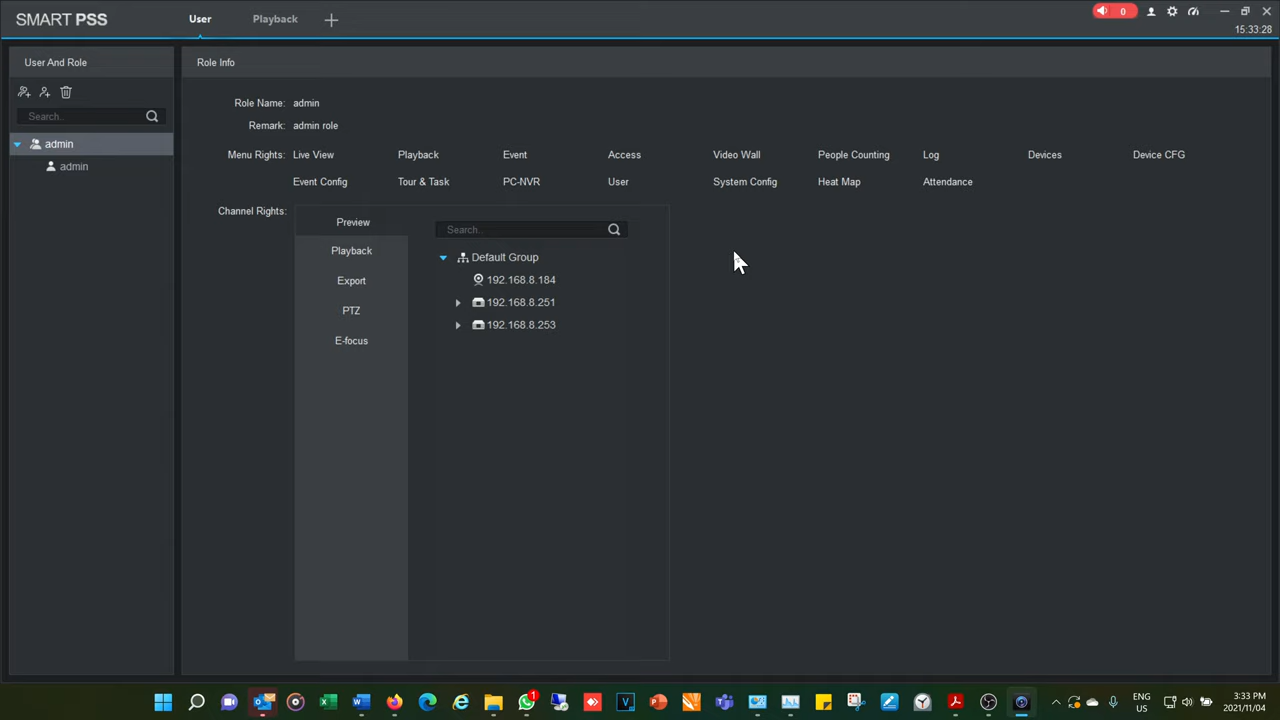 SMART PSS User Playback 0
15:33:28
User And Role Role Info
Search..
admin
admin
Role Name: admin
Remark: admin role
Menu Rights: Live View Playback Event Access Video Wall People Counting Log Devices Device CFG
Event Config Tour & Task PC-NVR User System Config Heat Map Attendance
Channel Rights:
Preview
Playback
Export
PTZ
E-focus
Search..
Default Group
192.168.8.184
192.168.8.251
192.168.8.253
1
ENG 3:33 PM
US 2021/11/04